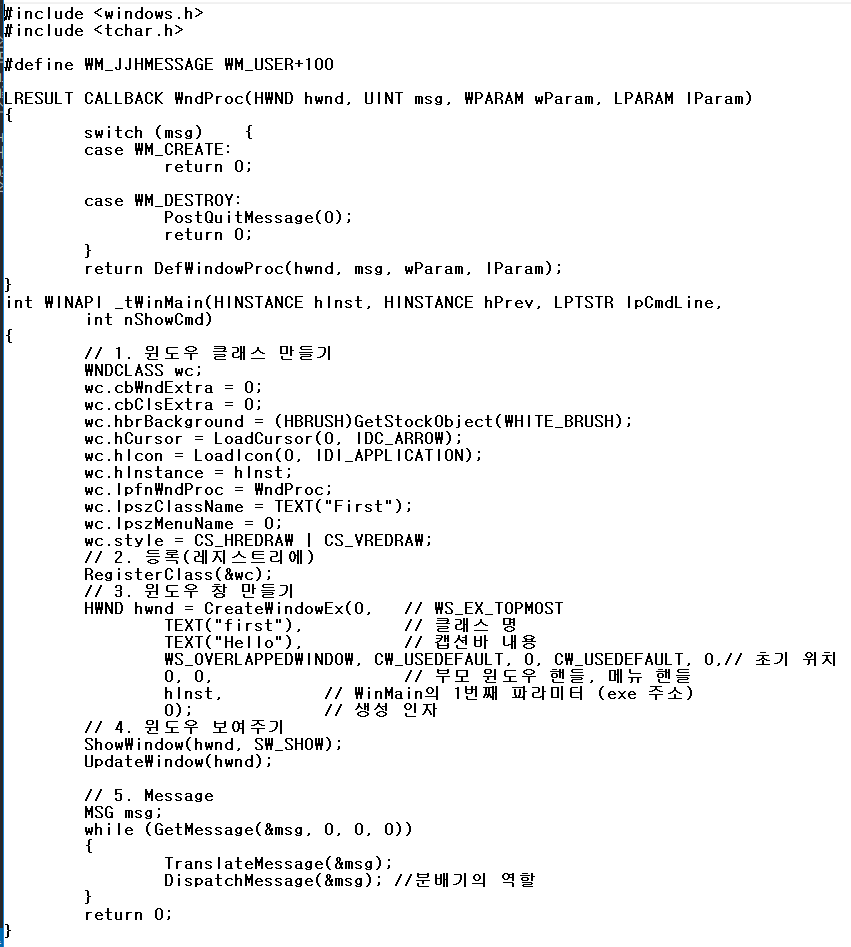 #include <windows.h>
#include <tchar.h>
#define WM_JJHMESSAGE WM_USER+100
LRESULT CALLBACK WndProc(HWND hwnd, UINT msg, WPARAM wParam, LPARAM lParam)
{
switch (msg) {
case WM_CREATE:
return 0;
case WM_DESTROY:
PostQuitMessage(0);
return 0;
}
return DefWindowProc(hwnd, msg, wParam, lParam);
}
int WINAPI _tWinMain(HINSTANCE hInst, HINSTANCE hPrev, LPTSTR lpCmdLine,
int nShowCmd)
{
// 1. 윈도우 클래스 만들기
WNDCLASS wc;
wc.cbWndExtra = 0;
wc.cbClsExtra = 0;
wc.hbrBackground = (HBRUSH)GetStockObject(WHITE_BRUSH);
wc.hCursor = LoadCursor(0, IDC_ARROW);
wc.hIcon = LoadIcon(0, IDI_APPLICATION);
wc.hInstance = hInst;
wc.lpfnWndProc = WndProc;
wc.lpszClassName = TEXT("First");
wc.lpszMenuName = 0;
wc.style = CS_HREDRAW | CS_VREDRAW;
// 2. 등록(레지스트리에)
RegisterClass(&wc);
// 3. 윈도우 창 만들기
HWND hwnd = CreateWindowEx(0, // WS_EX_TOPMOST
TEXT("first"), // 클래스 명
TEXT("Hello"), // 캡션바 내용
WS_OVERLAPPEDWINDOW, CW_USEDEFAULT, 0, CW_USEDEFAULT, 0,// 초기 위치
0, 0, // 부모 윈도우 핸들, 메뉴 핸들
hInst, // WinMain의 1번째 파라미터 (exe 주소)
0); // 생성 인자
// 4. 윈도우 보여주기
ShowWindow(hwnd, SW_SHOW);
UpdateWindow(hwnd);
// 5. Message
MSG msg;
while (GetMessage(&msg, 0, 0, 0))
{
TranslateMessage(&msg);
DispatchMessage(&msg); //분배기의 역할
}
return 0;
}